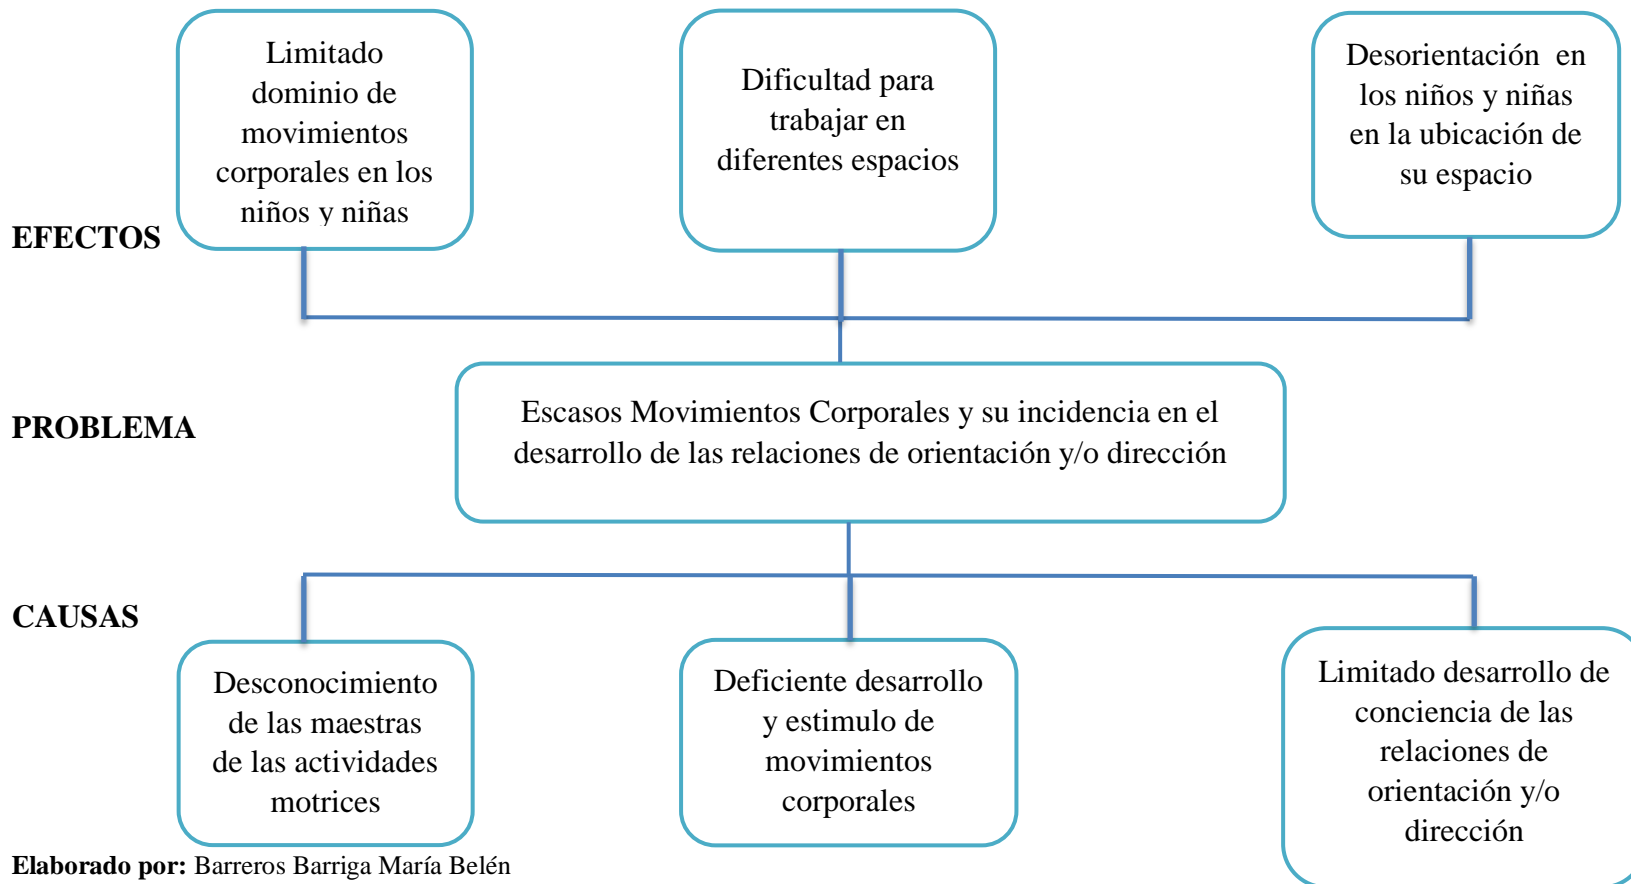 Limitado
dominio de
movimientos
corporales en los
niños y niñas
Dificultad para
trabajar en
diferentes espacios
Desorientación en
los niños y niñas
en la ubicación de
su espacio
EFECTOS
PROBLEMA
Escasos Movimientos Corporales y su incidencia en el
desarrollo de las relaciones de orientación y/o dirección
CAUSAS
Desconocimiento
de las maestras
de las actividades
motrices
Deficiente desarrollo
y estimulo de
movimientos
corporales
Limitado desarrollo de
conciencia de las
relaciones de
orientación y/o
dirección
Elaborado por: Barreros Barriga María Belén